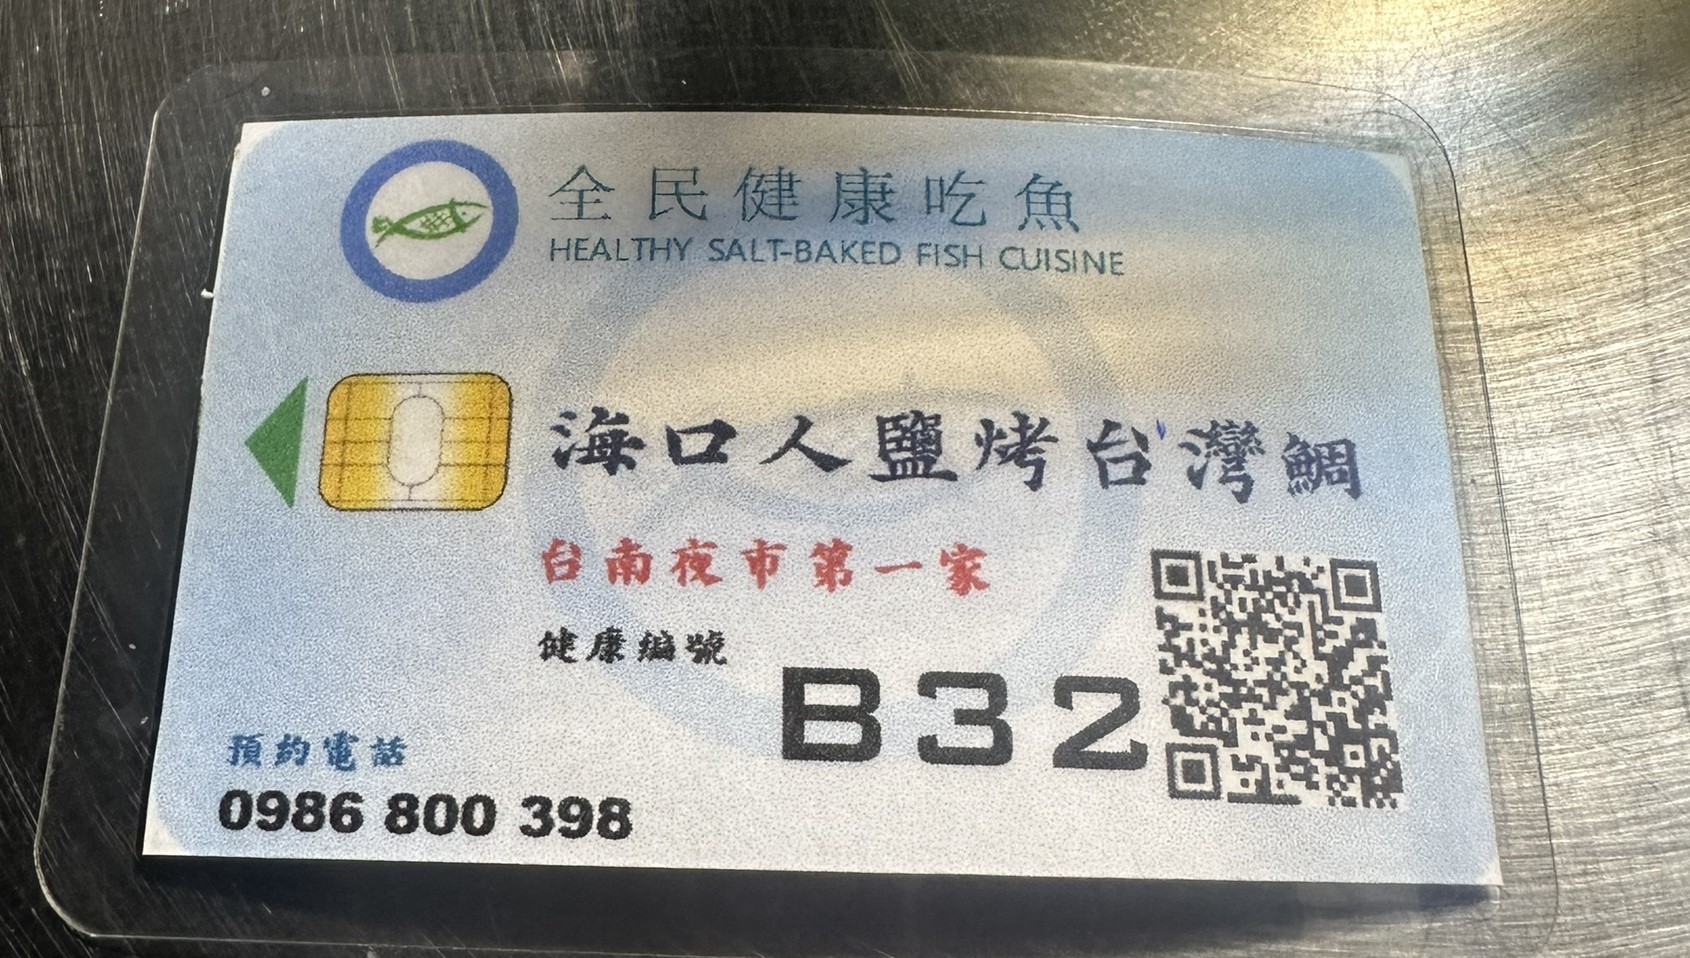 全民健康吃魚
HEALTHY SALT-BAKED FISH CUISINE
海口人鹽烤台灣鯛
台南夜市第一家
健康編號
B32
預約電話
0986 800 398